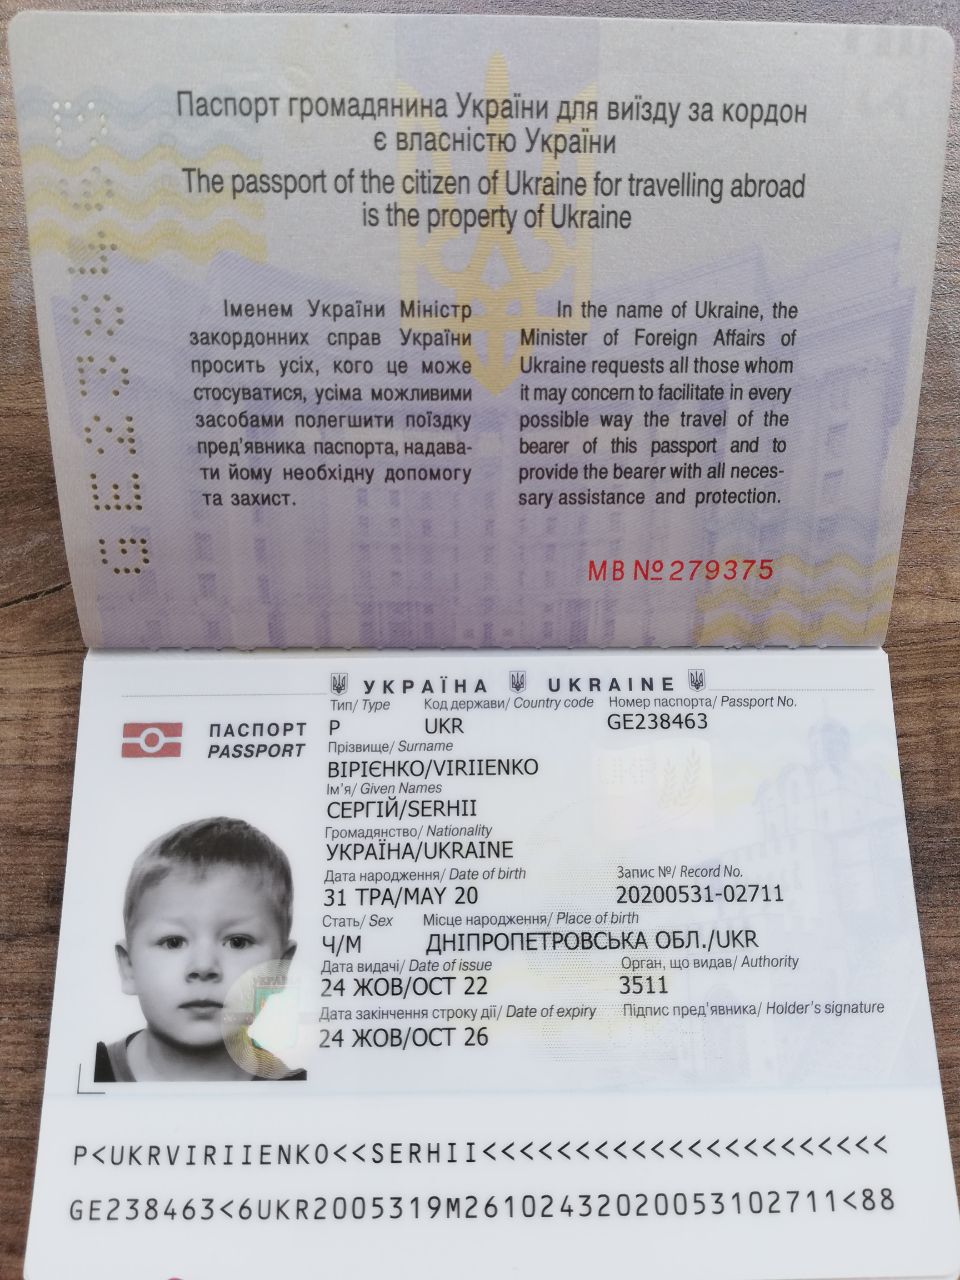 Паспорт громадянина України для виїзду за кордон
є власністю України
The passport of the citizen of Ukraine for travelling abroad
is the property of Ukraine
Іменем України Міністр
закордонних справ України
просить усіх, кого це може
стосуватися, усіма можливими
засобами полегшити поїздку
пред'явника паспорта, надава-
ти йому необхідну допомогу
та захист.
In the name of Ukraine, the
Minister of Foreign Affairs of
Ukraine requests all those whom
it may concern to facilitate in every
possible way the travel of the
bearer of this passport and to
provide the bearer with all neces-
sary assistance and protection.
GE238463
МВ №279375
УКРАЇНА UKRAINE
ПАСПОРТ
PASSPORT
Тип/ Type Код держави/ Country code Номер паспорта/ Passport No.
P UKR GE238463
Прізвище/ Surname
ВІРІЄНКО/VIRIIENKO
Ім'я/ Given Names
СЕРГІЙ/SERHII
Громадянство/ Nationality
УКРАЇНА/UKRAINE
Дата народження/ Date of birth Запис №/ Record No.
31 ТРА/MAY 20 20200531-02711
Стать/ Sex Місце народження/ Place of birth
Ч/M ДНІПРОПЕТРОВСЬКА ОБЛ./UKR
Дата видачі/ Date of issue Орган, що видав/ Authority
24 ЖОВ/OCT 22 3511
Дата закінчення строку дії/ Date of expiry Підпис пред'явника/ Holder's signature
24 ЖОВ/OCT 26
P<UKRVIRIIENKO<<SERHII<<<<<<<<<<<<<<<<<<<<<<
GE238463<6UKR2005319M26102432020053102711<88